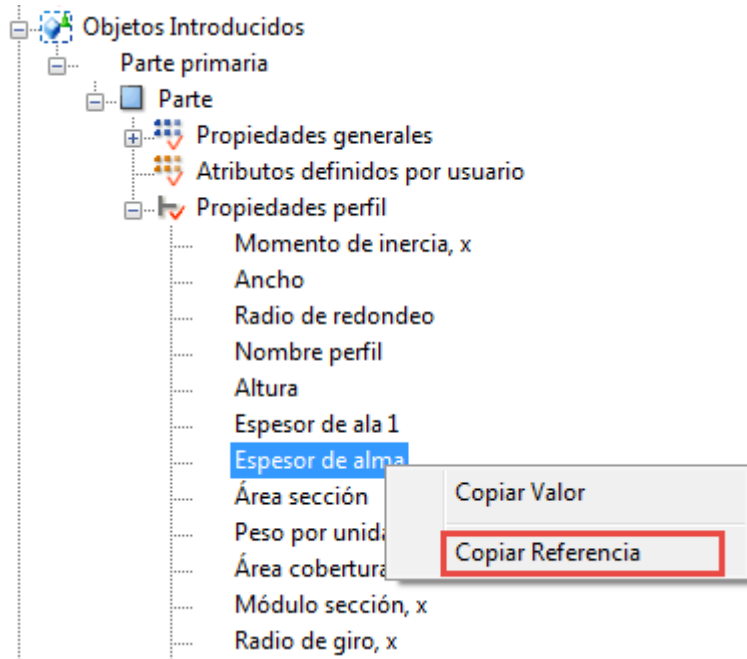 Objetos Introducidos
Parte primaria
Parte
Propiedades generales
Atributos definidos por usuario
Propiedades perfil
Momento de inercia, x
Ancho
Radio de redondeo
Nombre perfil
Altura
Espesor de ala 1
Espesor de alma
Área sección
Copiar Valor
Peso por
Copiar Referencia
Área cobertura
Módulo sección, x
Radio de giro, x